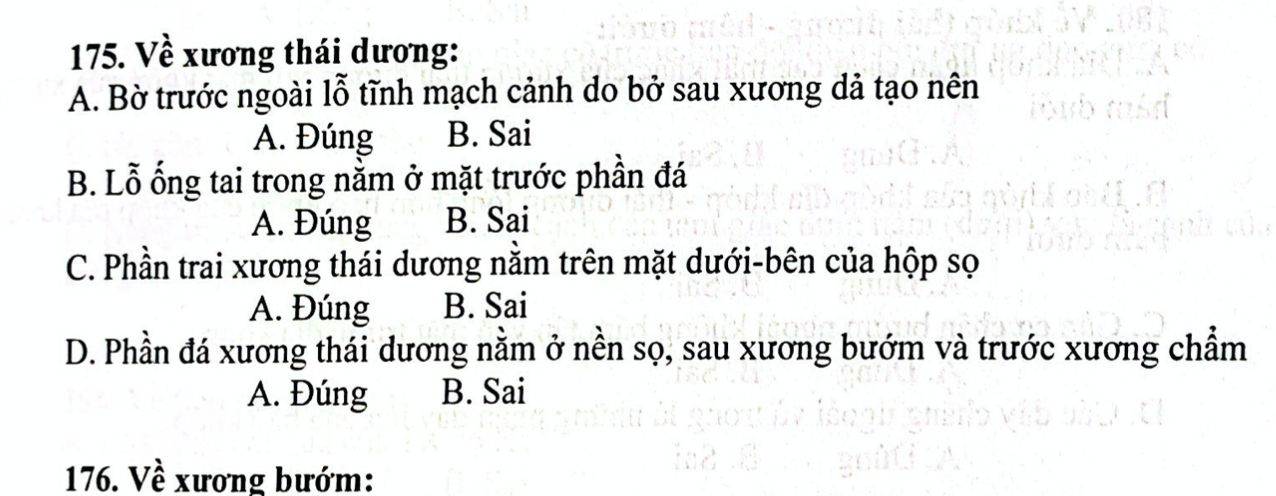 175. Về xương thái dương:
A. Bờ trước ngoài lỗ tĩnh mạch cảnh do bở sau xương dả tạo nên
A. Đúng B. Sai
B. Lỗ ống tai trong nằm ở mặt trước phần đá
A. Đúng B. Sai
C. Phần trai xương thái dương nằm trên mặt dưới-bên của hộp sọ
A. Đúng B. Sai
D. Phần đá xương thái dương nằm ở nền sọ, sau xương bướm và trước xương chẩm
A. Đúng B. Sai
176. Về xương bướm: